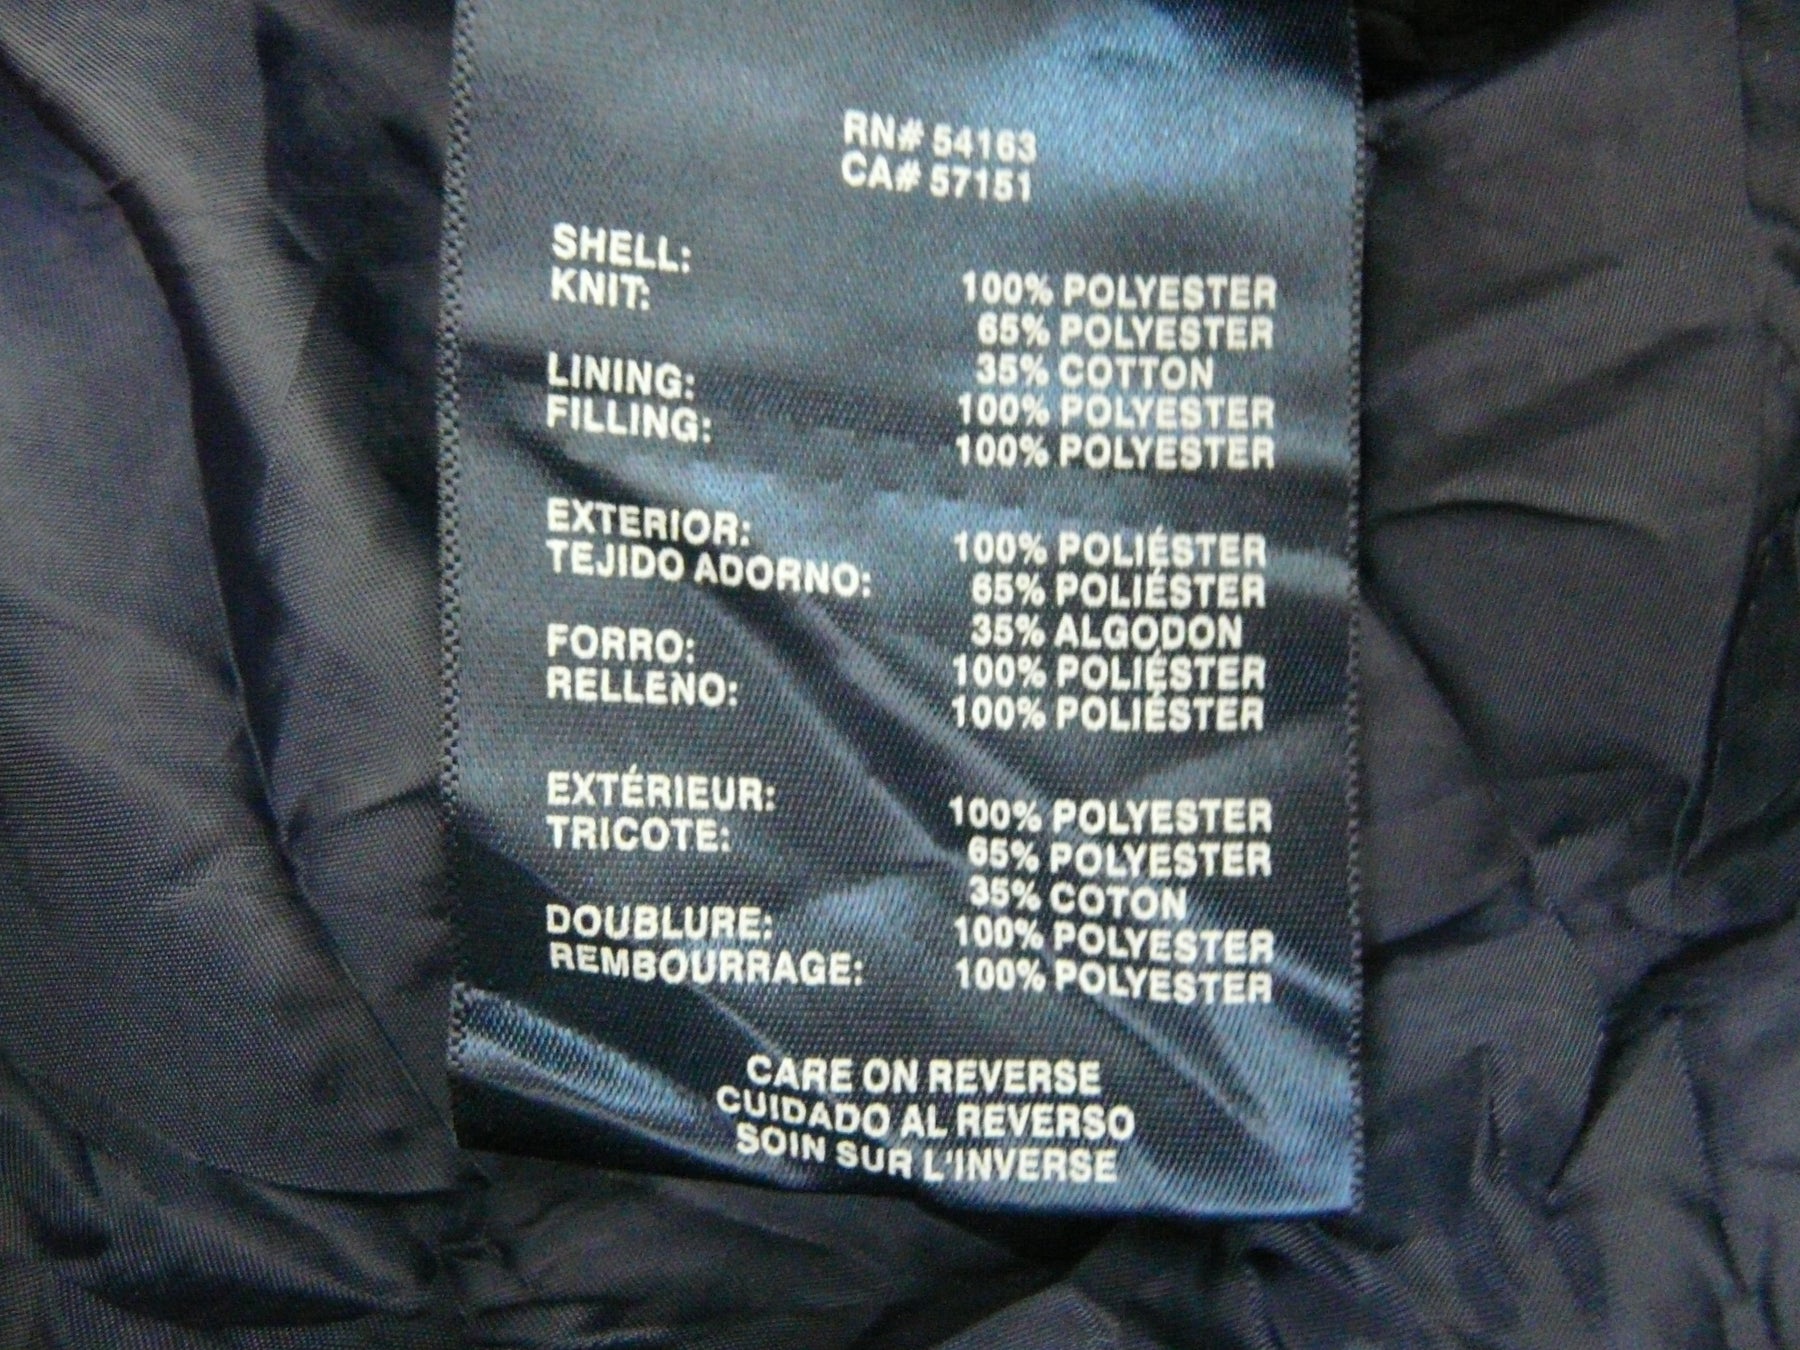 RN# 54163
CA# 57151
SHELL: 100% POLYESTER
KNIT: 65% POLYESTER
35% COTTON
LINING: 100% POLYESTER
FILLING: 100% POLYESTER
EXTERIOR: 100% POLIÉSTER
TEJIDO ADORNO: 65% POLIÉSTER
35% ALGODON
FORRO: 100% POLIÉSTER
RELLENO: 100% POLIÉSTER
EXTÉRIEUR: 100% POLYESTER
TRICOTE: 65% POLYESTER
35% COTON
DOUBLURE: 100% POLYESTER
REMBOURRAGE: 100% POLYESTER
CARE ON REVERSE
CUIDADO AL REVERSO
SOIN SUR L'INVERSE